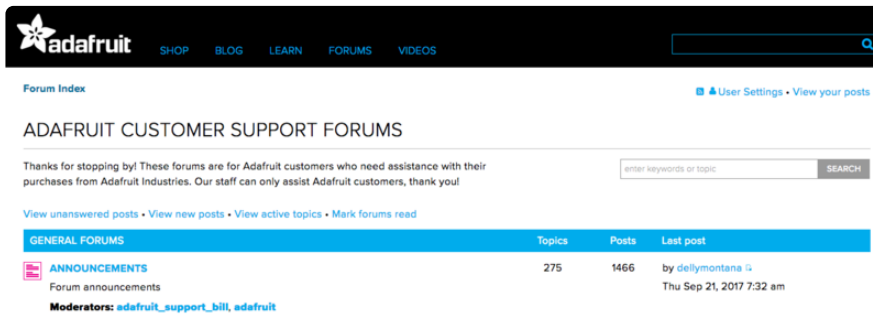 adafruit SHOP BLOG LEARN FORUMS VIDEOS
Forum Index
User Settings • View your posts
ADAFRUIT CUSTOMER SUPPORT FORUMS
Thanks for stopping by! These forums are for Adafruit customers who need assistance with their
purchases from Adafruit Industries. Our staff can only assist Adafruit customers, thank you!
enter keywords or topic SEARCH
View unanswered posts • View new posts • View active topics • Mark forums read
GENERAL FORUMS Topics Posts Last post
ANNOUNCEMENTS 275 1466 by dellymontana
Forum announcements Thu Sep 21, 2017 7:32 am
Moderators: adafruit_support_bill, adafruit